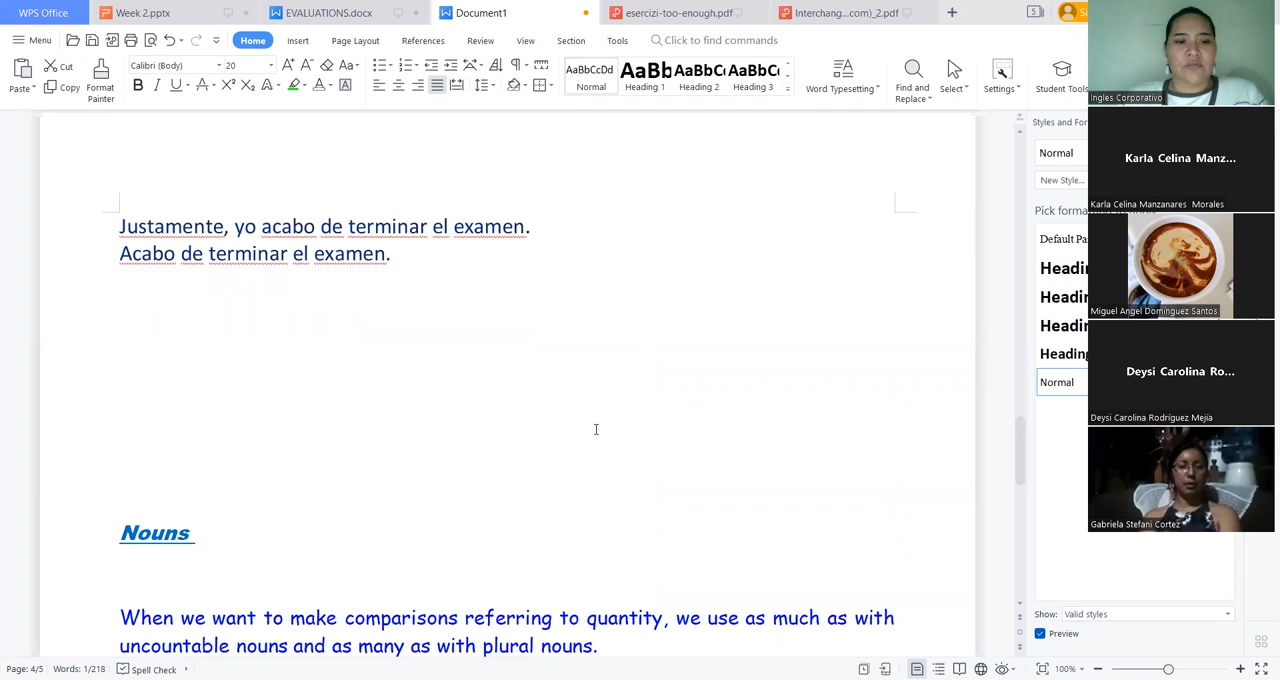 WPS Office
Week 2.pptx
EVALUATIONS.docx
Document1
esercizi-too-enough.pdf
Interchang...com)_2.pdf
Menu
Home
Insert
Page Layout
References
Review
View
Section
Tools
Click to find commands
Paste
Cut
Copy
Format
Painter
Calibri (Body)
20
AaBbCcDd
Normal
AaBb
Heading 1
AaBbC
Heading 2
AaBbC
Heading 3
Word Typesetting
Find and
Replace
Select
Settings
Student Tools
Justamente, yo acabo de terminar el examen.
Acabo de terminar el examen.
Nouns
When we want to make comparisons referring to quantity, we use as much as with
uncountable nouns and as many as with plural nouns.
Styles and For
Normal
New Style...
Pick format
Default Pa
Headin
Headin
Headin
Heading
Normal
Show:
Valid styles
Preview
Ingles Corporativo
Karla Celina Manz...
Karla Celina Manzanares Morales
Miguel Angel Dominguez Santos
Deysi Carolina Ro...
Deysi Carolina Rodríguez Mejía
Gabriela Stefani Cortez
Page: 4/5
Words: 1/218
Spell Check
100%